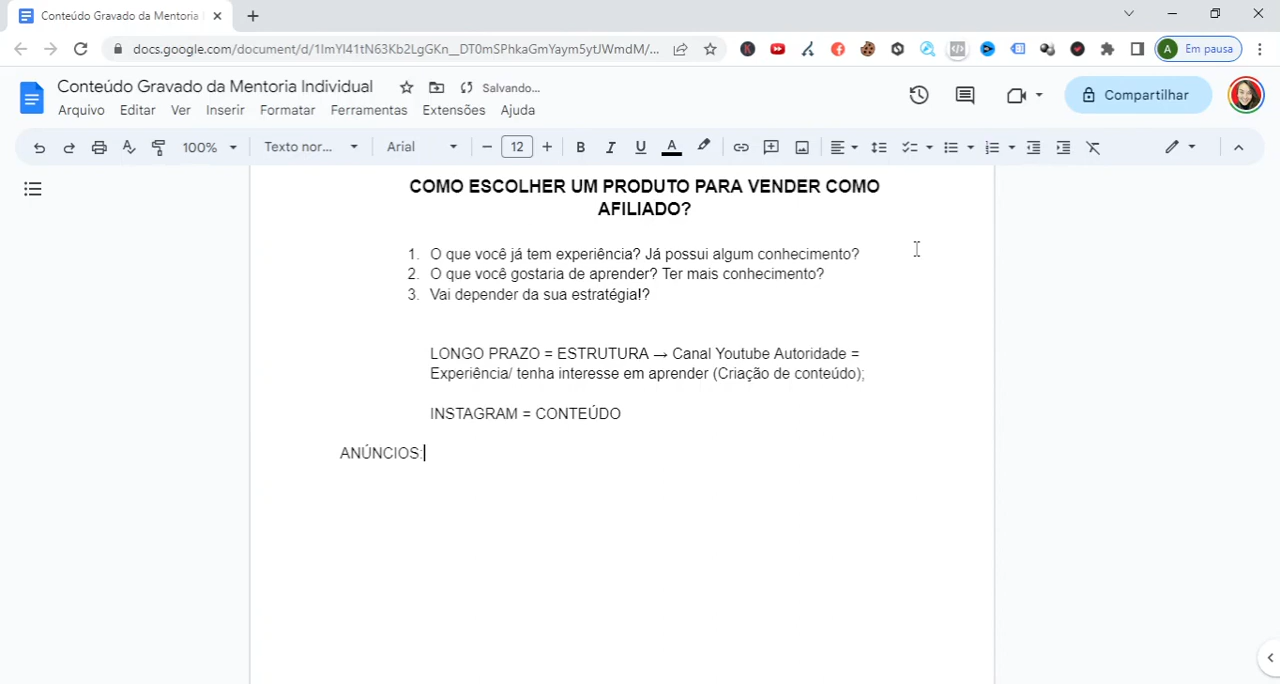 Conteúdo Gravado da Mentoria
docs.google.com/document/d/1ImYl41tN63Kb2LgGKn__DT0mSPhkaGmYaym5ytJWmdM/...
A Em pausa
Conteúdo Gravado da Mentoria Individual
Salvando...
Arquivo Editar Ver Inserir Formatar Ferramentas Extensões Ajuda
Compartilhar
100% Texto nor... Arial 12 B I U A
COMO ESCOLHER UM PRODUTO PARA VENDER COMO
AFILIADO?
1. O que você já tem experiência? Já possui algum conhecimento?
2. O que você gostaria de aprender? Ter mais conhecimento?
3. Vai depender da sua estratégia!?
LONGO PRAZO = ESTRUTURA → Canal Youtube Autoridade =
Experiência/ tenha interesse em aprender (Criação de conteúdo);
INSTAGRAM = CONTEÚDO
ANÚNCIOS: